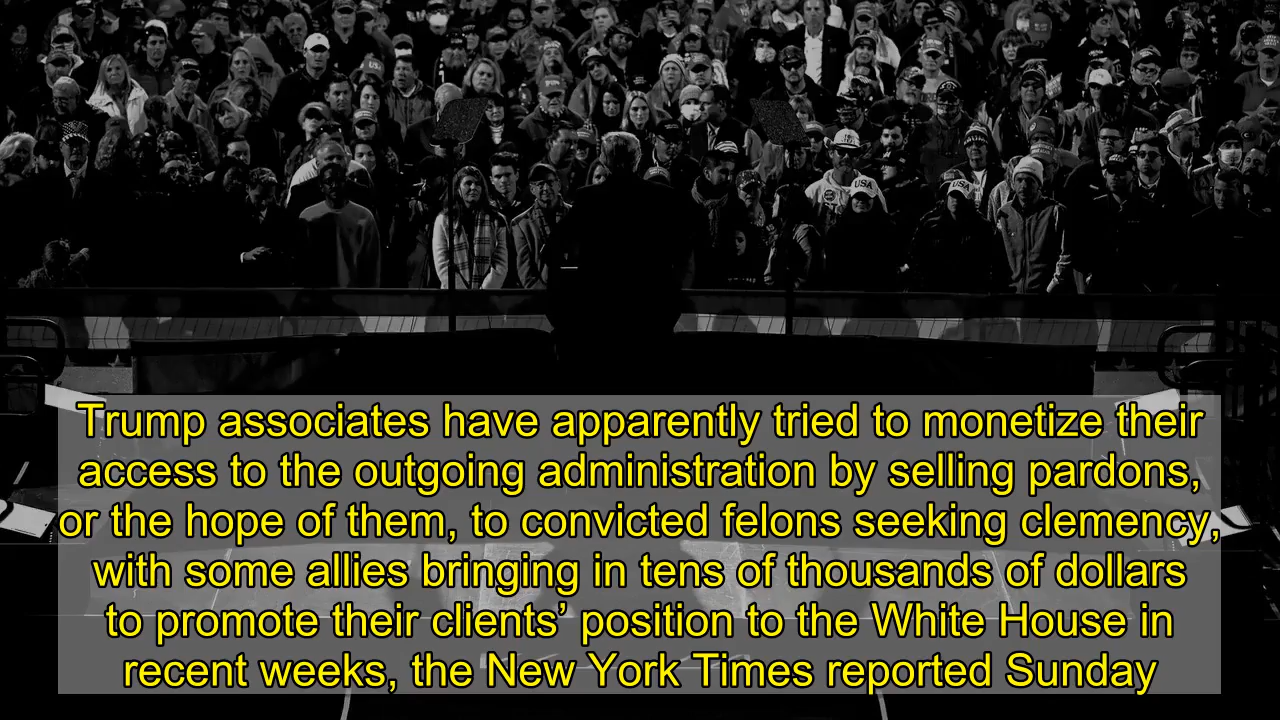 Trump associates have apparently tried to monetize their
access to the outgoing administration by selling pardons,
or the hope of them, to convicted felons seeking clemency,
with some allies bringing in tens of thousands of dollars
to promote their clients’ position to the White House in
recent weeks, the New York Times reported Sunday
USA
USA